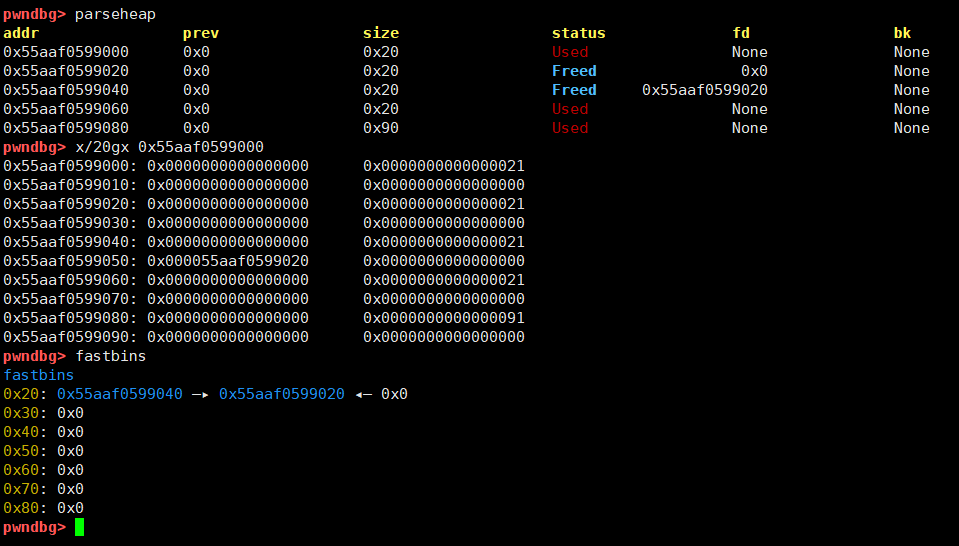 pwndbg> parseheap
addr prev size status fd bk
0x55aaf0599000 0x0 0x20 Used None None
0x55aaf0599020 0x0 0x20 Freed 0x0 None
0x55aaf0599040 0x0 0x20 Freed 0x55aaf0599020 None
0x55aaf0599060 0x0 0x20 Used None None
0x55aaf0599080 0x0 0x90 Used None None
pwndbg> x/20gx 0x55aaf0599000
0x55aaf0599000: 0x0000000000000000 0x0000000000000021
0x55aaf0599010: 0x0000000000000000 0x0000000000000000
0x55aaf0599020: 0x0000000000000000 0x0000000000000021
0x55aaf0599030: 0x0000000000000000 0x0000000000000000
0x55aaf0599040: 0x0000000000000000 0x0000000000000021
0x55aaf0599050: 0x000055aaf0599020 0x0000000000000000
0x55aaf0599060: 0x0000000000000000 0x0000000000000021
0x55aaf0599070: 0x0000000000000000 0x0000000000000000
0x55aaf0599080: 0x0000000000000000 0x0000000000000091
0x55aaf0599090: 0x0000000000000000 0x0000000000000000
pwndbg> fastbins
fastbins
0x20: 0x55aaf0599040 —▸ 0x55aaf0599020 ◂— 0x0
0x30: 0x0
0x40: 0x0
0x50: 0x0
0x60: 0x0
0x70: 0x0
0x80: 0x0
pwndbg>